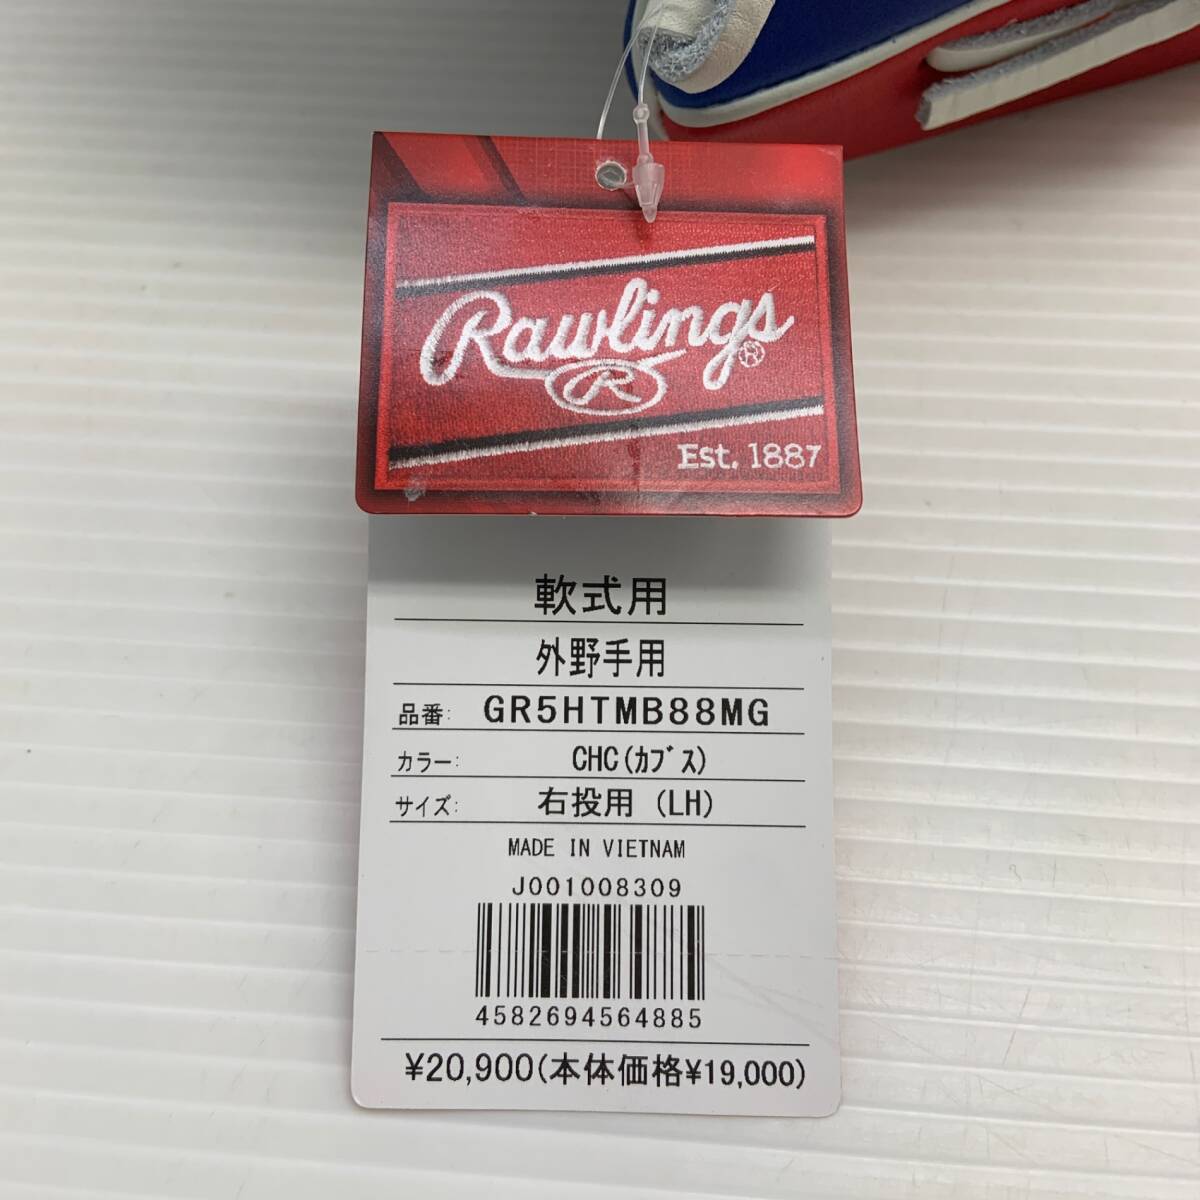 Rawlings®
R
Est. 1887
軟式用
外野手用
品番: GR5HTMB88MG
カラー: CHC(ｶﾌﾞｽ)
サイズ: 右投用 (LH)
MADE IN VIETNAM
J001008309
4582694564885
¥20,900(本体価格¥19,000)